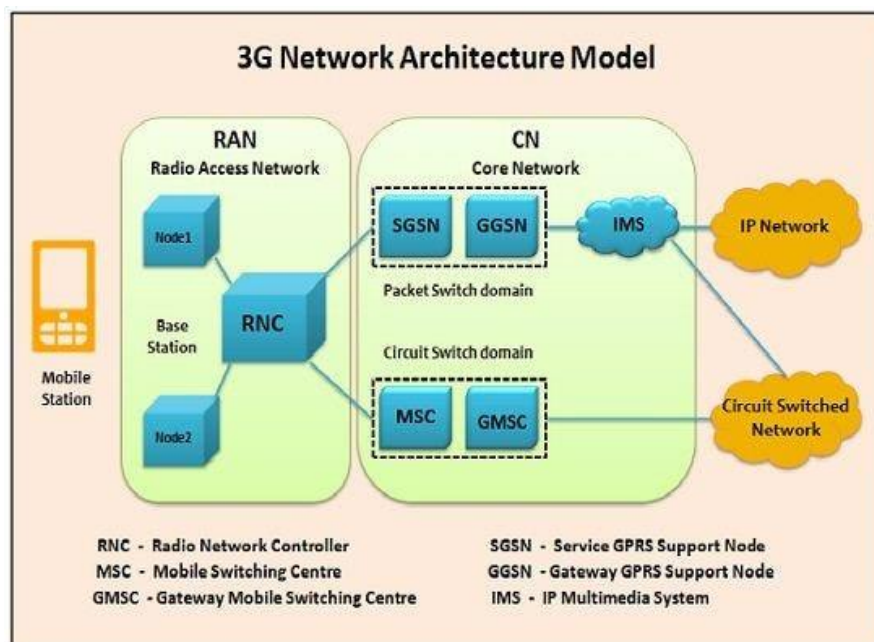 3G Network Architecture Model
RAN
Radio Access Network
CN
Core Network
Node1
Base
Station
Node2
RNC
SGSN
GGSN
Packet Switch domain
Circuit Switch domain
MSC
GMSC
IMS
IP Network
Circuit Switched
Network
Mobile
Station
RNC - Radio Network Controller
MSC - Mobile Switching Centre
GMSC - Gateway Mobile Switching Centre
SGSN - Service GPRS Support Node
GGSN - Gateway GPRS Support Node
IMS - IP Multimedia System